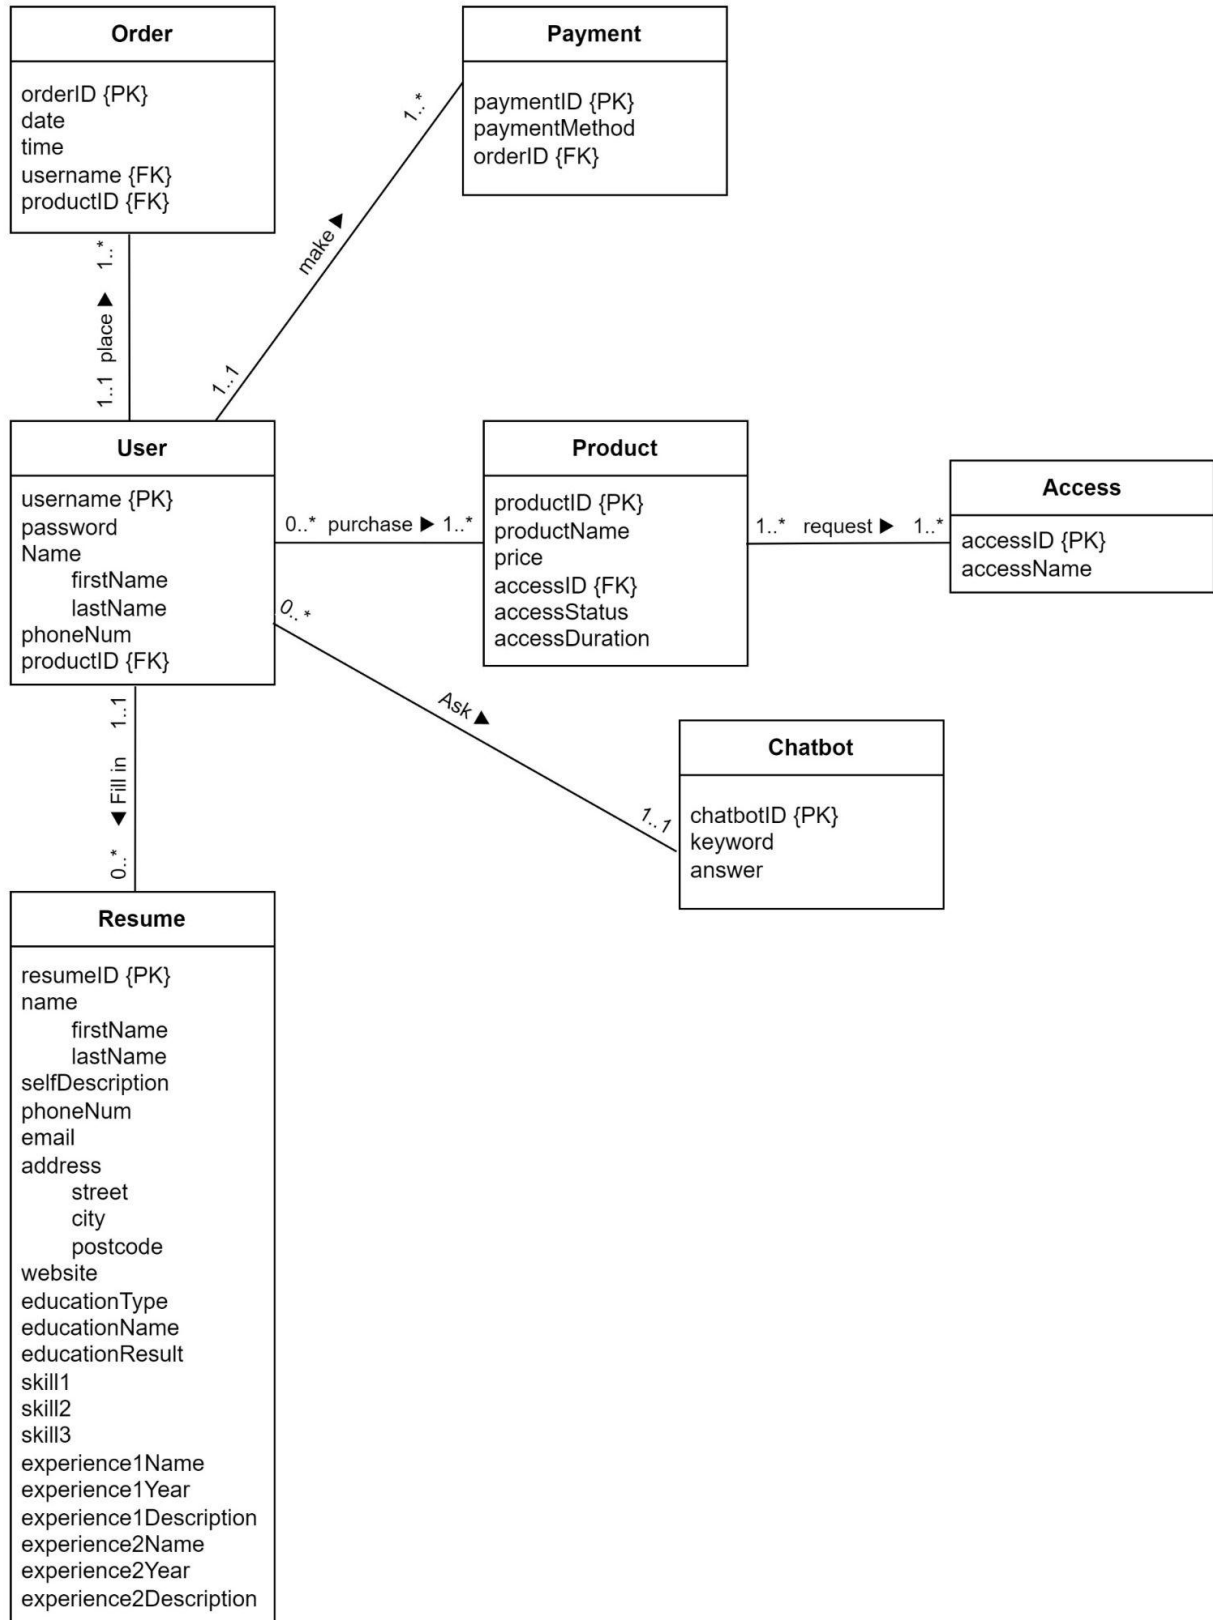 Order
orderID {PK}
date
time
username {FK}
productID {FK}
Payment
paymentID {PK}
paymentMethod
orderID {FK}
1..*
make ▶
1..1
1..*
place ▶
1..1
User
username {PK}
password
Name
firstName
lastName
phoneNum
productID {FK}
0..* purchase ▶ 1..*
Product
productID {PK}
productName
price
accessID {FK}
accessStatus
accessDuration
1..* request ▶ 1..*
Access
accessID {PK}
accessName
0..*
Ask ▶
1..1
Chatbot
chatbotID {PK}
keyword
answer
1..1
◀ Fill in
0..*
Resume
resumeID {PK}
name
firstName
lastName
selfDescription
phoneNum
email
address
street
city
postcode
website
educationType
educationName
educationResult
skill1
skill2
skill3
experience1Name
experience1Year
experience1Description
experience2Name
experience2Year
experience2Description